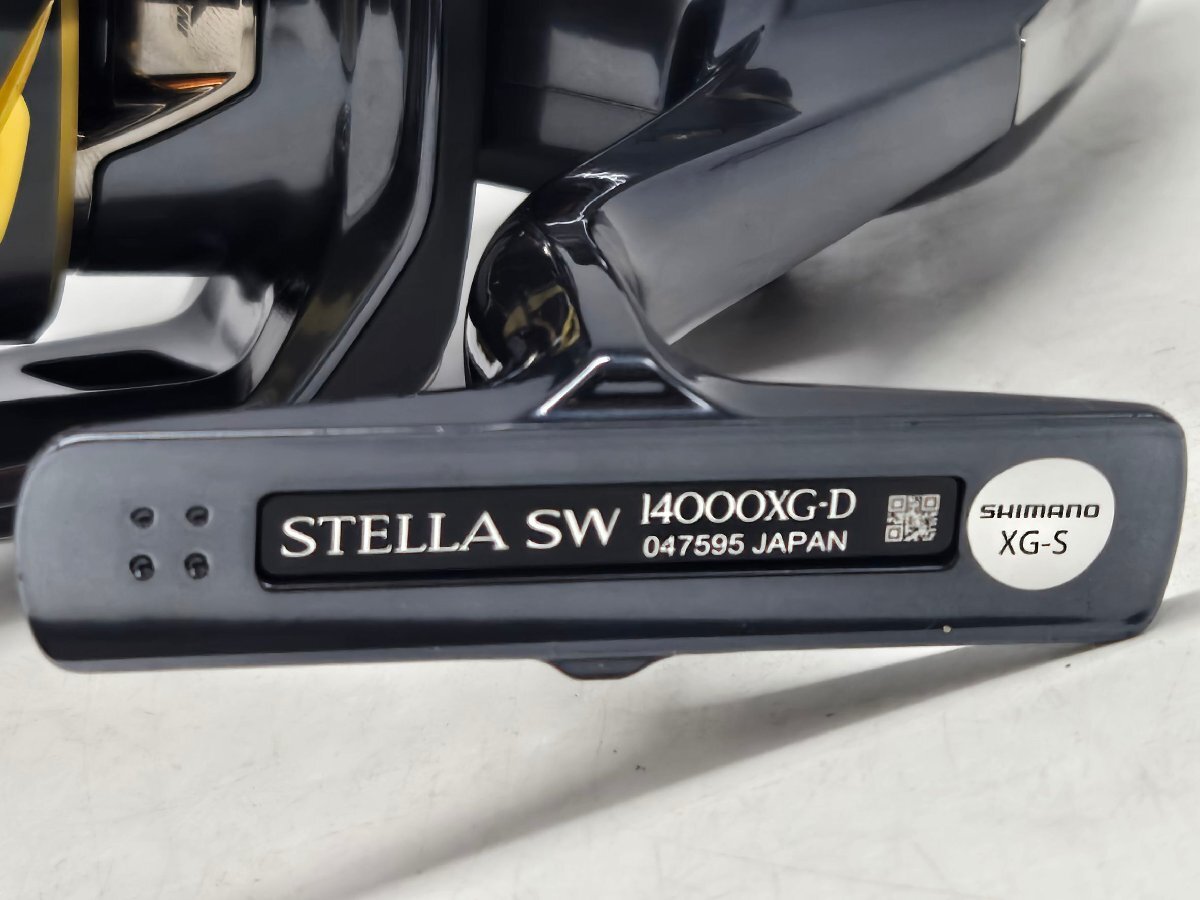 STELLA SW
14000XG-D
047595 JAPAN
SHIMANO
XG-S